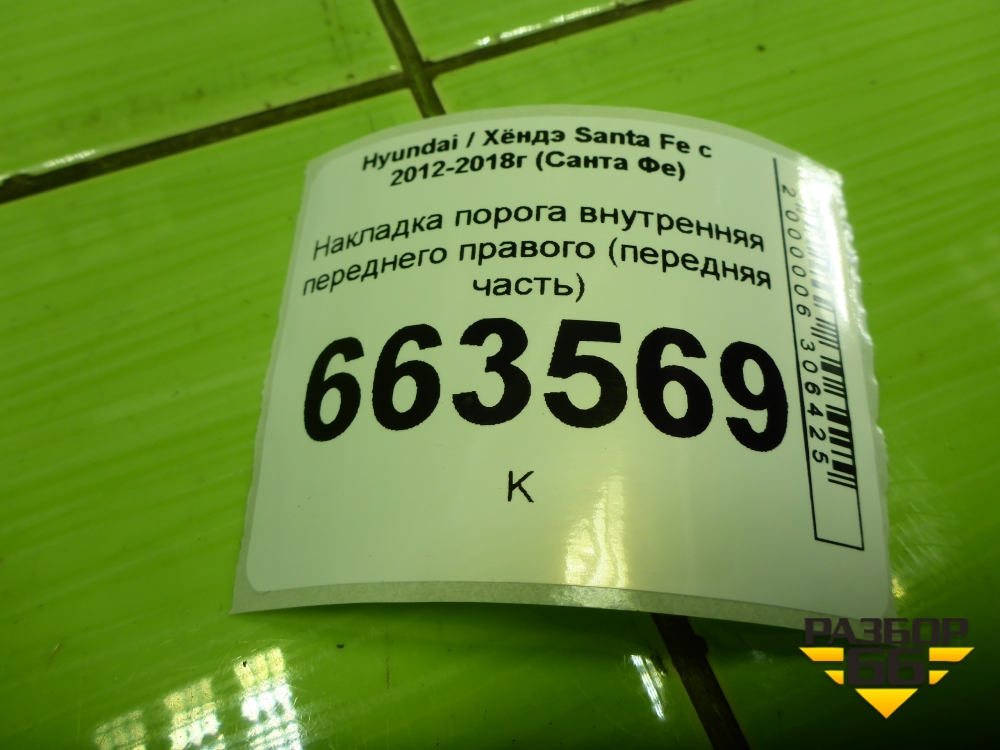 Hyundai / Хёндэ Santa Fe с
2012-2018г (Санта Фе)
Накладка порога внутренняя
переднего правого (передняя
часть)
663569
К
2000006306425
РАЗБОР
66